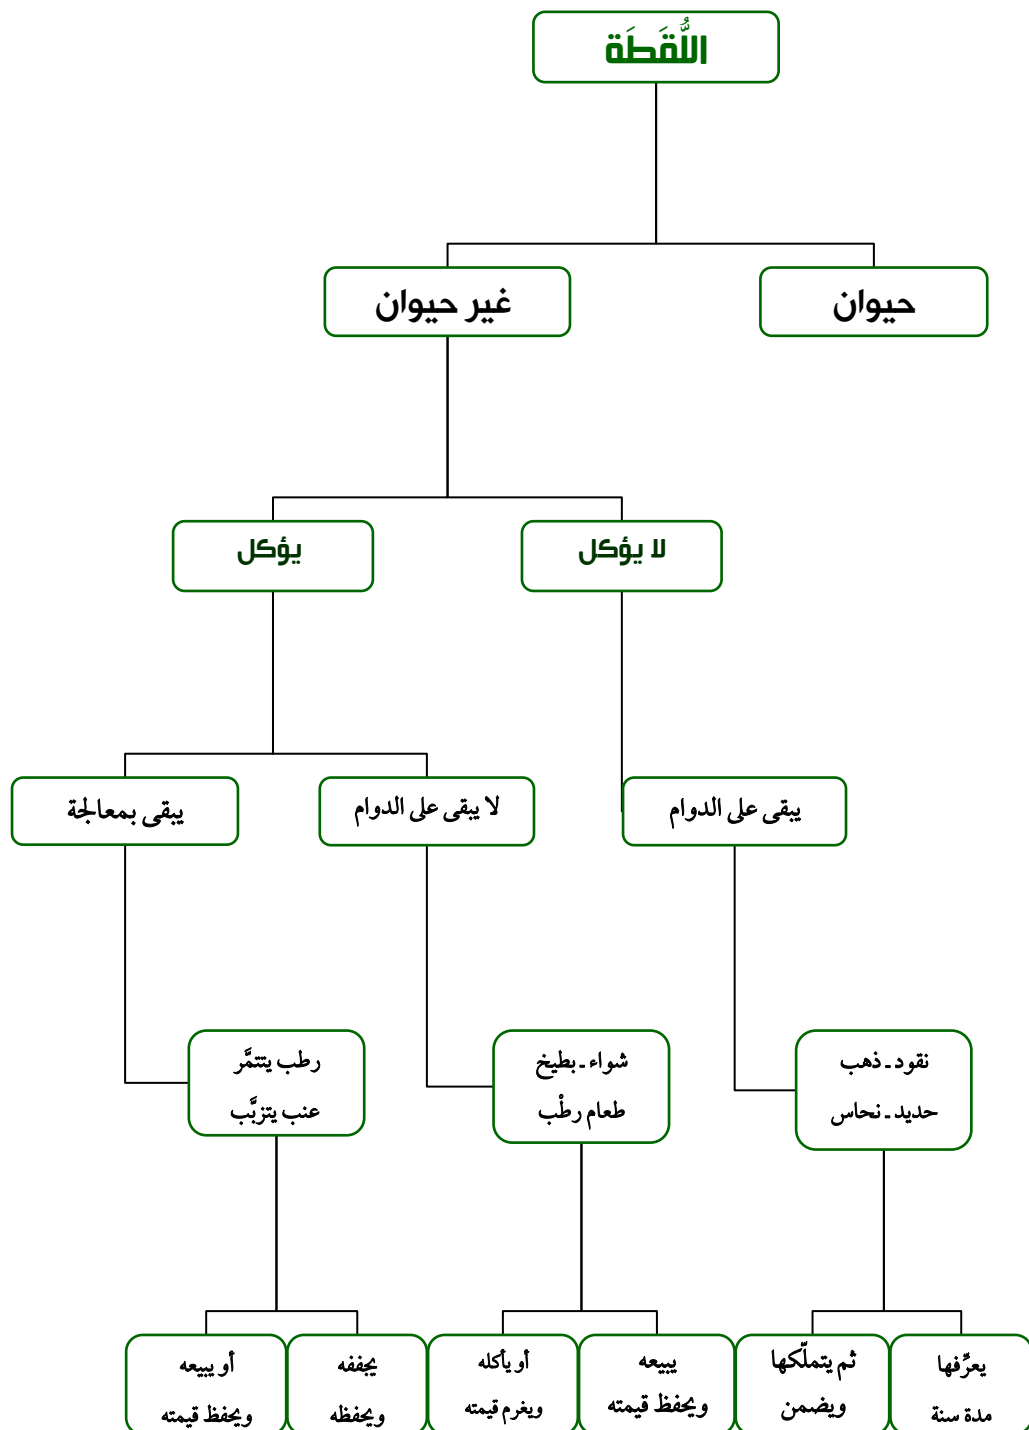 اللُّقَطَة
حيوان
غير حيوان
لا يؤكل
يؤكل
يبقى على الدوام
لا يبقى على الدوام
يبقى بمعالجة
نقود ـ ذهب
حديد ـ نحاس
شواء ـ بطيخ
طعام رطْب
رطب يتتمَّر
عنب يتزبَّب
يعرِّفها
مدة سنة
ثم يتملّكها
ويضمن
يبيعه
ويحفظ قيمته
أو يأكله
ويغرم قيمته
يجففه
ويحفظه
أو يبيعه
ويحفظ قيمته